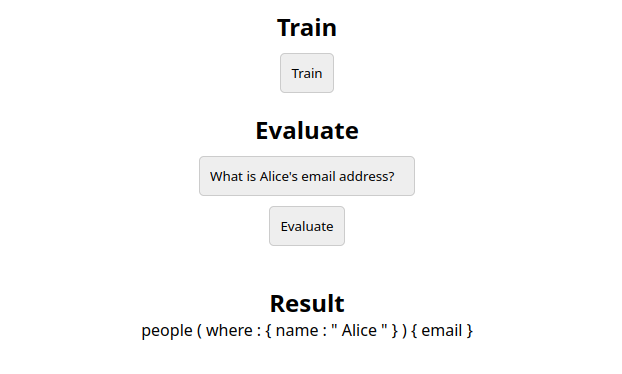 Train
Train
Evaluate
What is Alice's email address?
Evaluate
Result
people ( where : { name : " Alice " } ) { email }